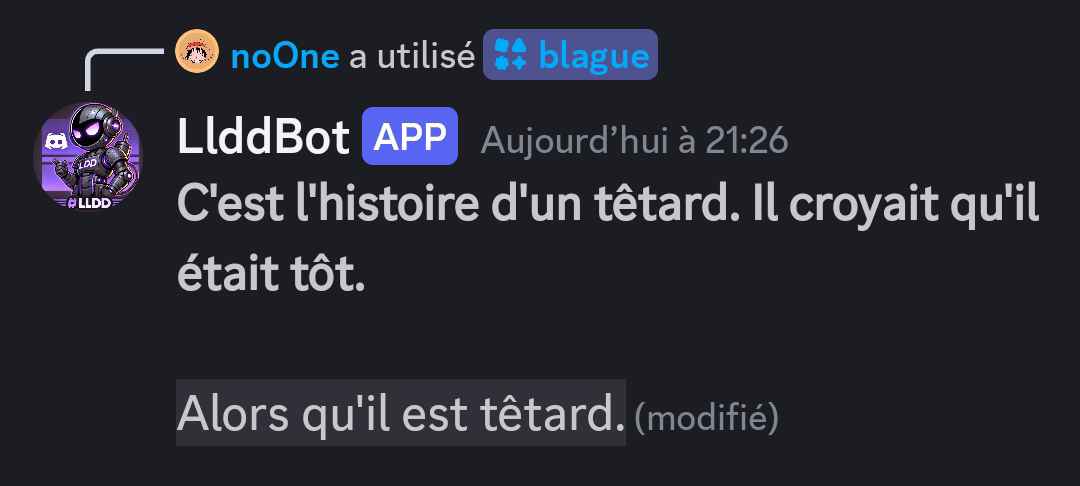 noOne a utilisé blague
LlddBot APP Aujourd’hui à 21:26
C'est l'histoire d'un têtard. Il croyait qu'il
était tôt.
Alors qu'il est têtard. (modifié)
LDD
#LLDD